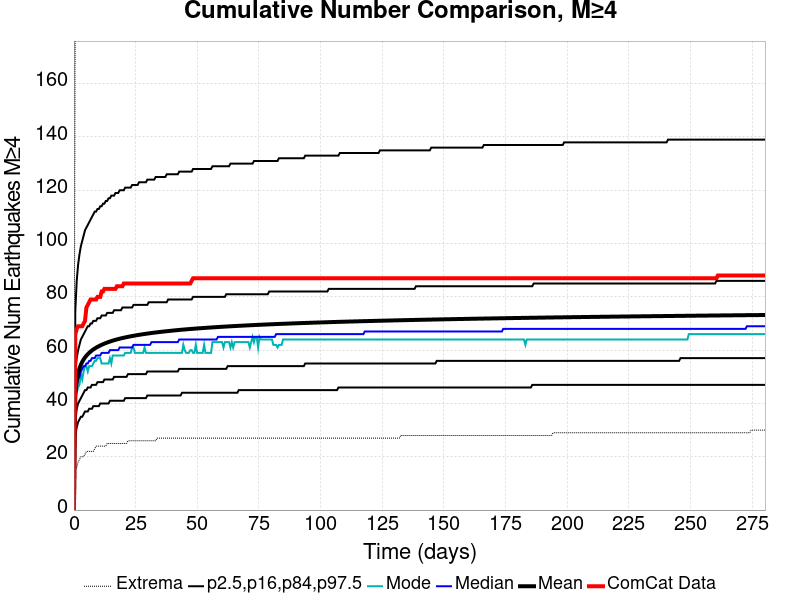 Cumulative Number Comparison, M≥4
Cumulative Num Earthquakes M≥4
160
140
120
100
80
60
40
20
0
0 25 50 75 100 125 150 175 200 225 250 275
Time (days)
Extrema p2.5,p16,p84,p97.5 Mode Median Mean ComCat Data